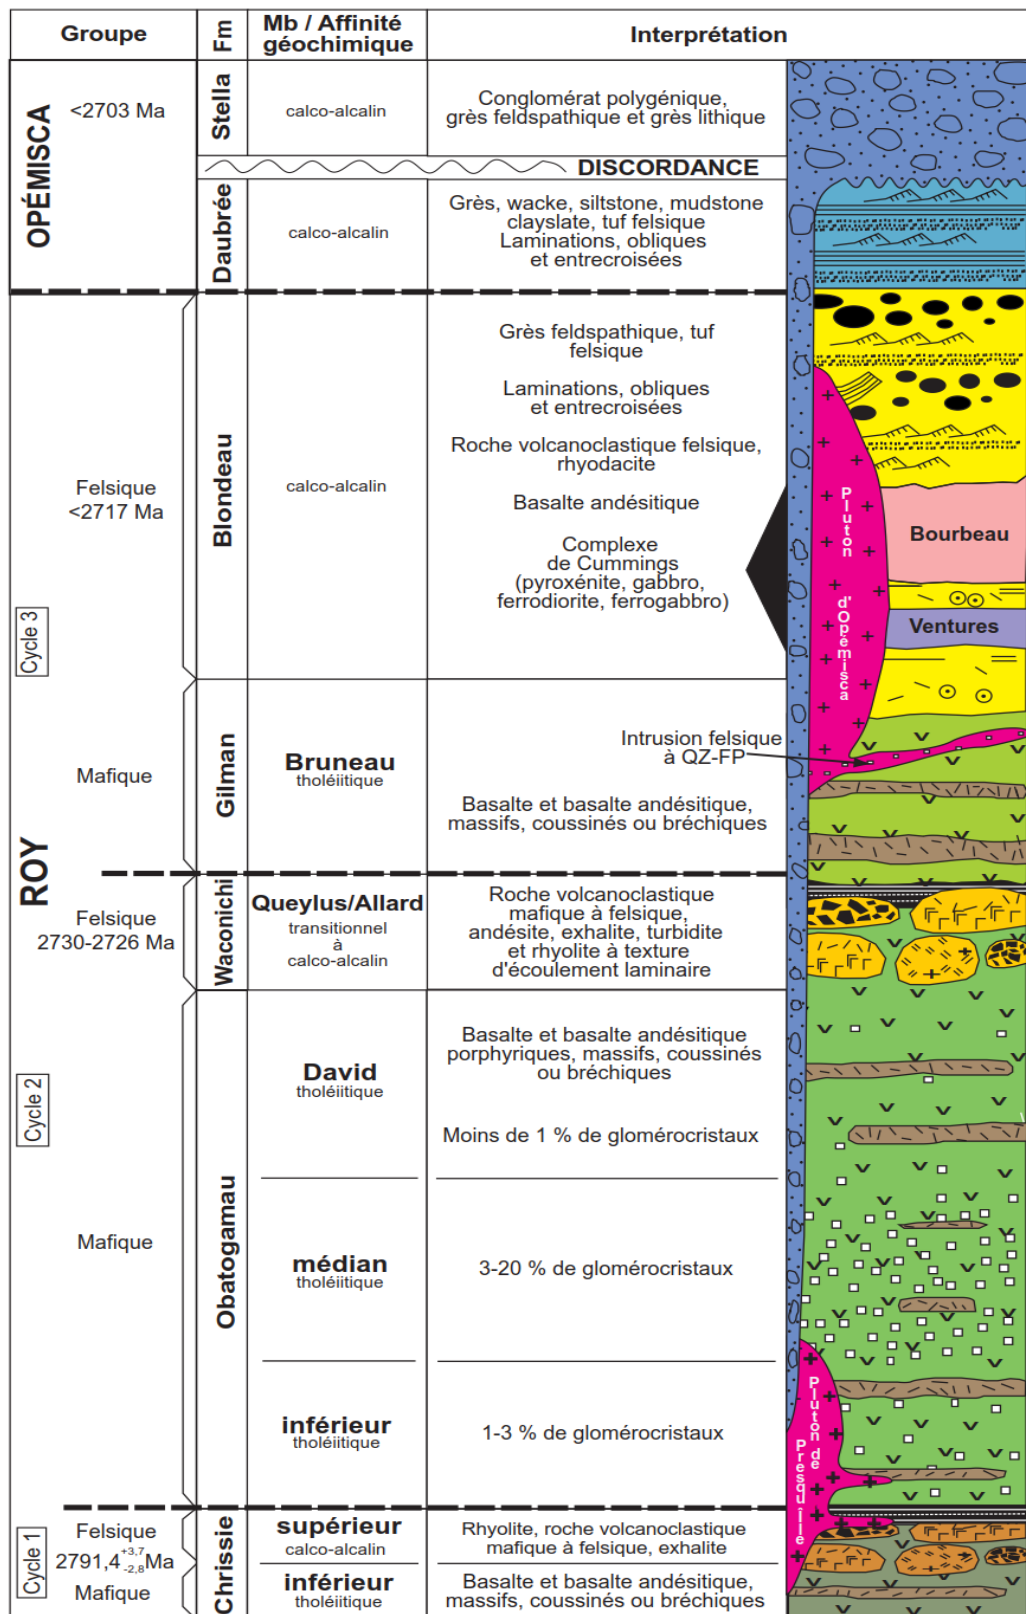 Groupe
Fm
Mb / Affinité
géochimique
Interprétation
OPÉMISCA
<2703 Ma
Stella
calco-alcalin
Conglomérat polygénique,
grès feldspathique et grès lithique
DISCORDANCE
Daubrée
calco-alcalin
Grès, wacke, siltstone, mudstone
clayslate, tuf felsique
Laminations, obliques
et entrecroisées
ROY
Cycle 3
Felsique
<2717 Ma
Blondeau
calco-alcalin
Grès feldspathique, tuf
felsique
Laminations, obliques
et entrecroisées
Roche volcanoclastique felsique,
rhyodacite
Basalte andésitique
Complexe
de Cummings
(pyroxénite, gabbro,
ferrodiorite, ferrogabbro)
Pluton d'Opémisca
Bourbeau
Ventures
Mafique
Gilman
Bruneau
tholéiitique
Intrusion felsique
à QZ-FP
Basalte et basalte andésitique,
massifs, coussinés ou bréchiques
Cycle 2
Felsique
2730-2726 Ma
Waconichi
Queylus/Allard
transitionnel
à
calco-alcalin
Roche volcanoclastique
mafique à felsique,
andésite, exhalite, turbidite
et rhyolite à texture
d'écoulement laminaire
Mafique
Obatogamau
David
tholéiitique
Basalte et basalte andésitique
porphyriques, massifs, coussinés
ou bréchiques
Moins de 1 % de glomérocristaux
médian
tholéiitique
3-20 % de glomérocristaux
inférieur
tholéiitique
1-3 % de glomérocristaux
Pluton de
Presqu'île
Cycle 1
Felsique
2791,4 +3,7 -2,8 Ma
Mafique
Chrissie
supérieur
calco-alcalin
Rhyolite, roche volcanoclastique
mafique à felsique, exhalite
inférieur
tholéiitique
Basalte et basalte andésitique,
massifs, coussinés ou bréchiques